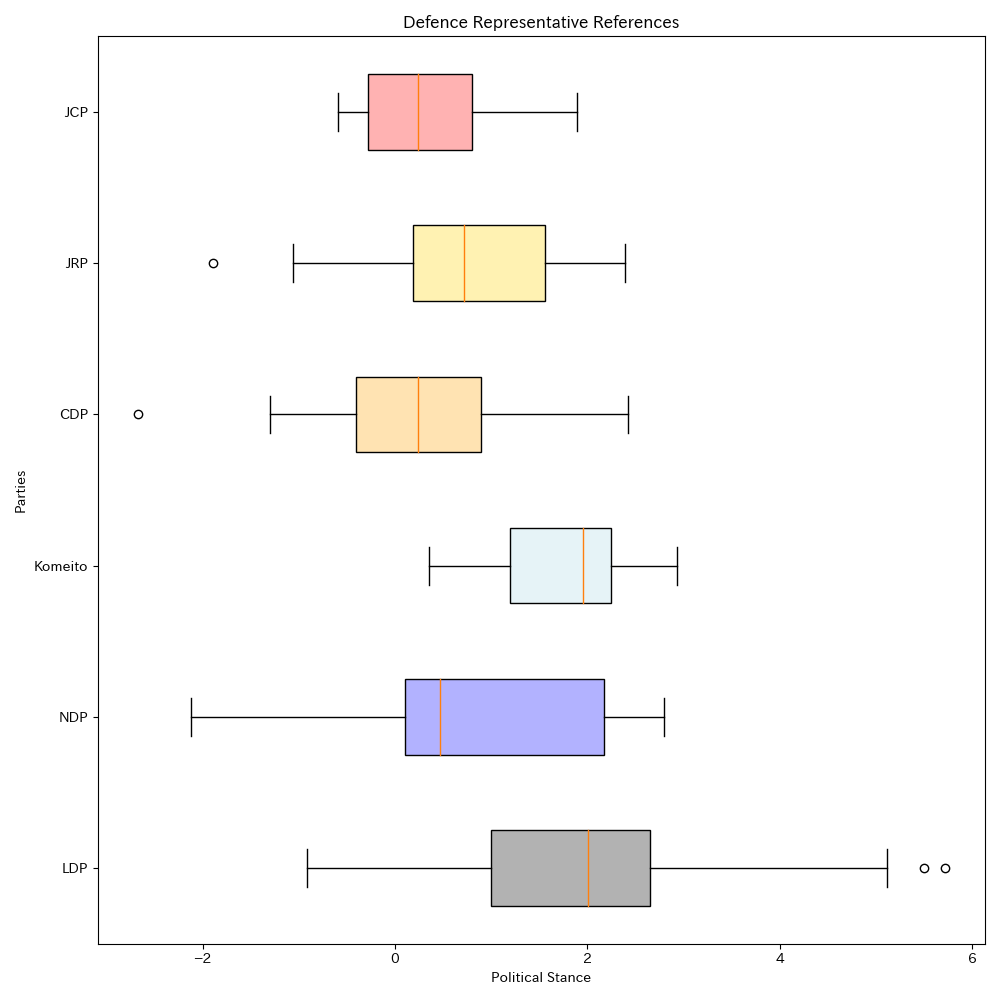 Defence Representative References
JCP
JRP
CDP
Komeito
NDP
LDP
Parties
−2
0
2
4
6
Political Stance